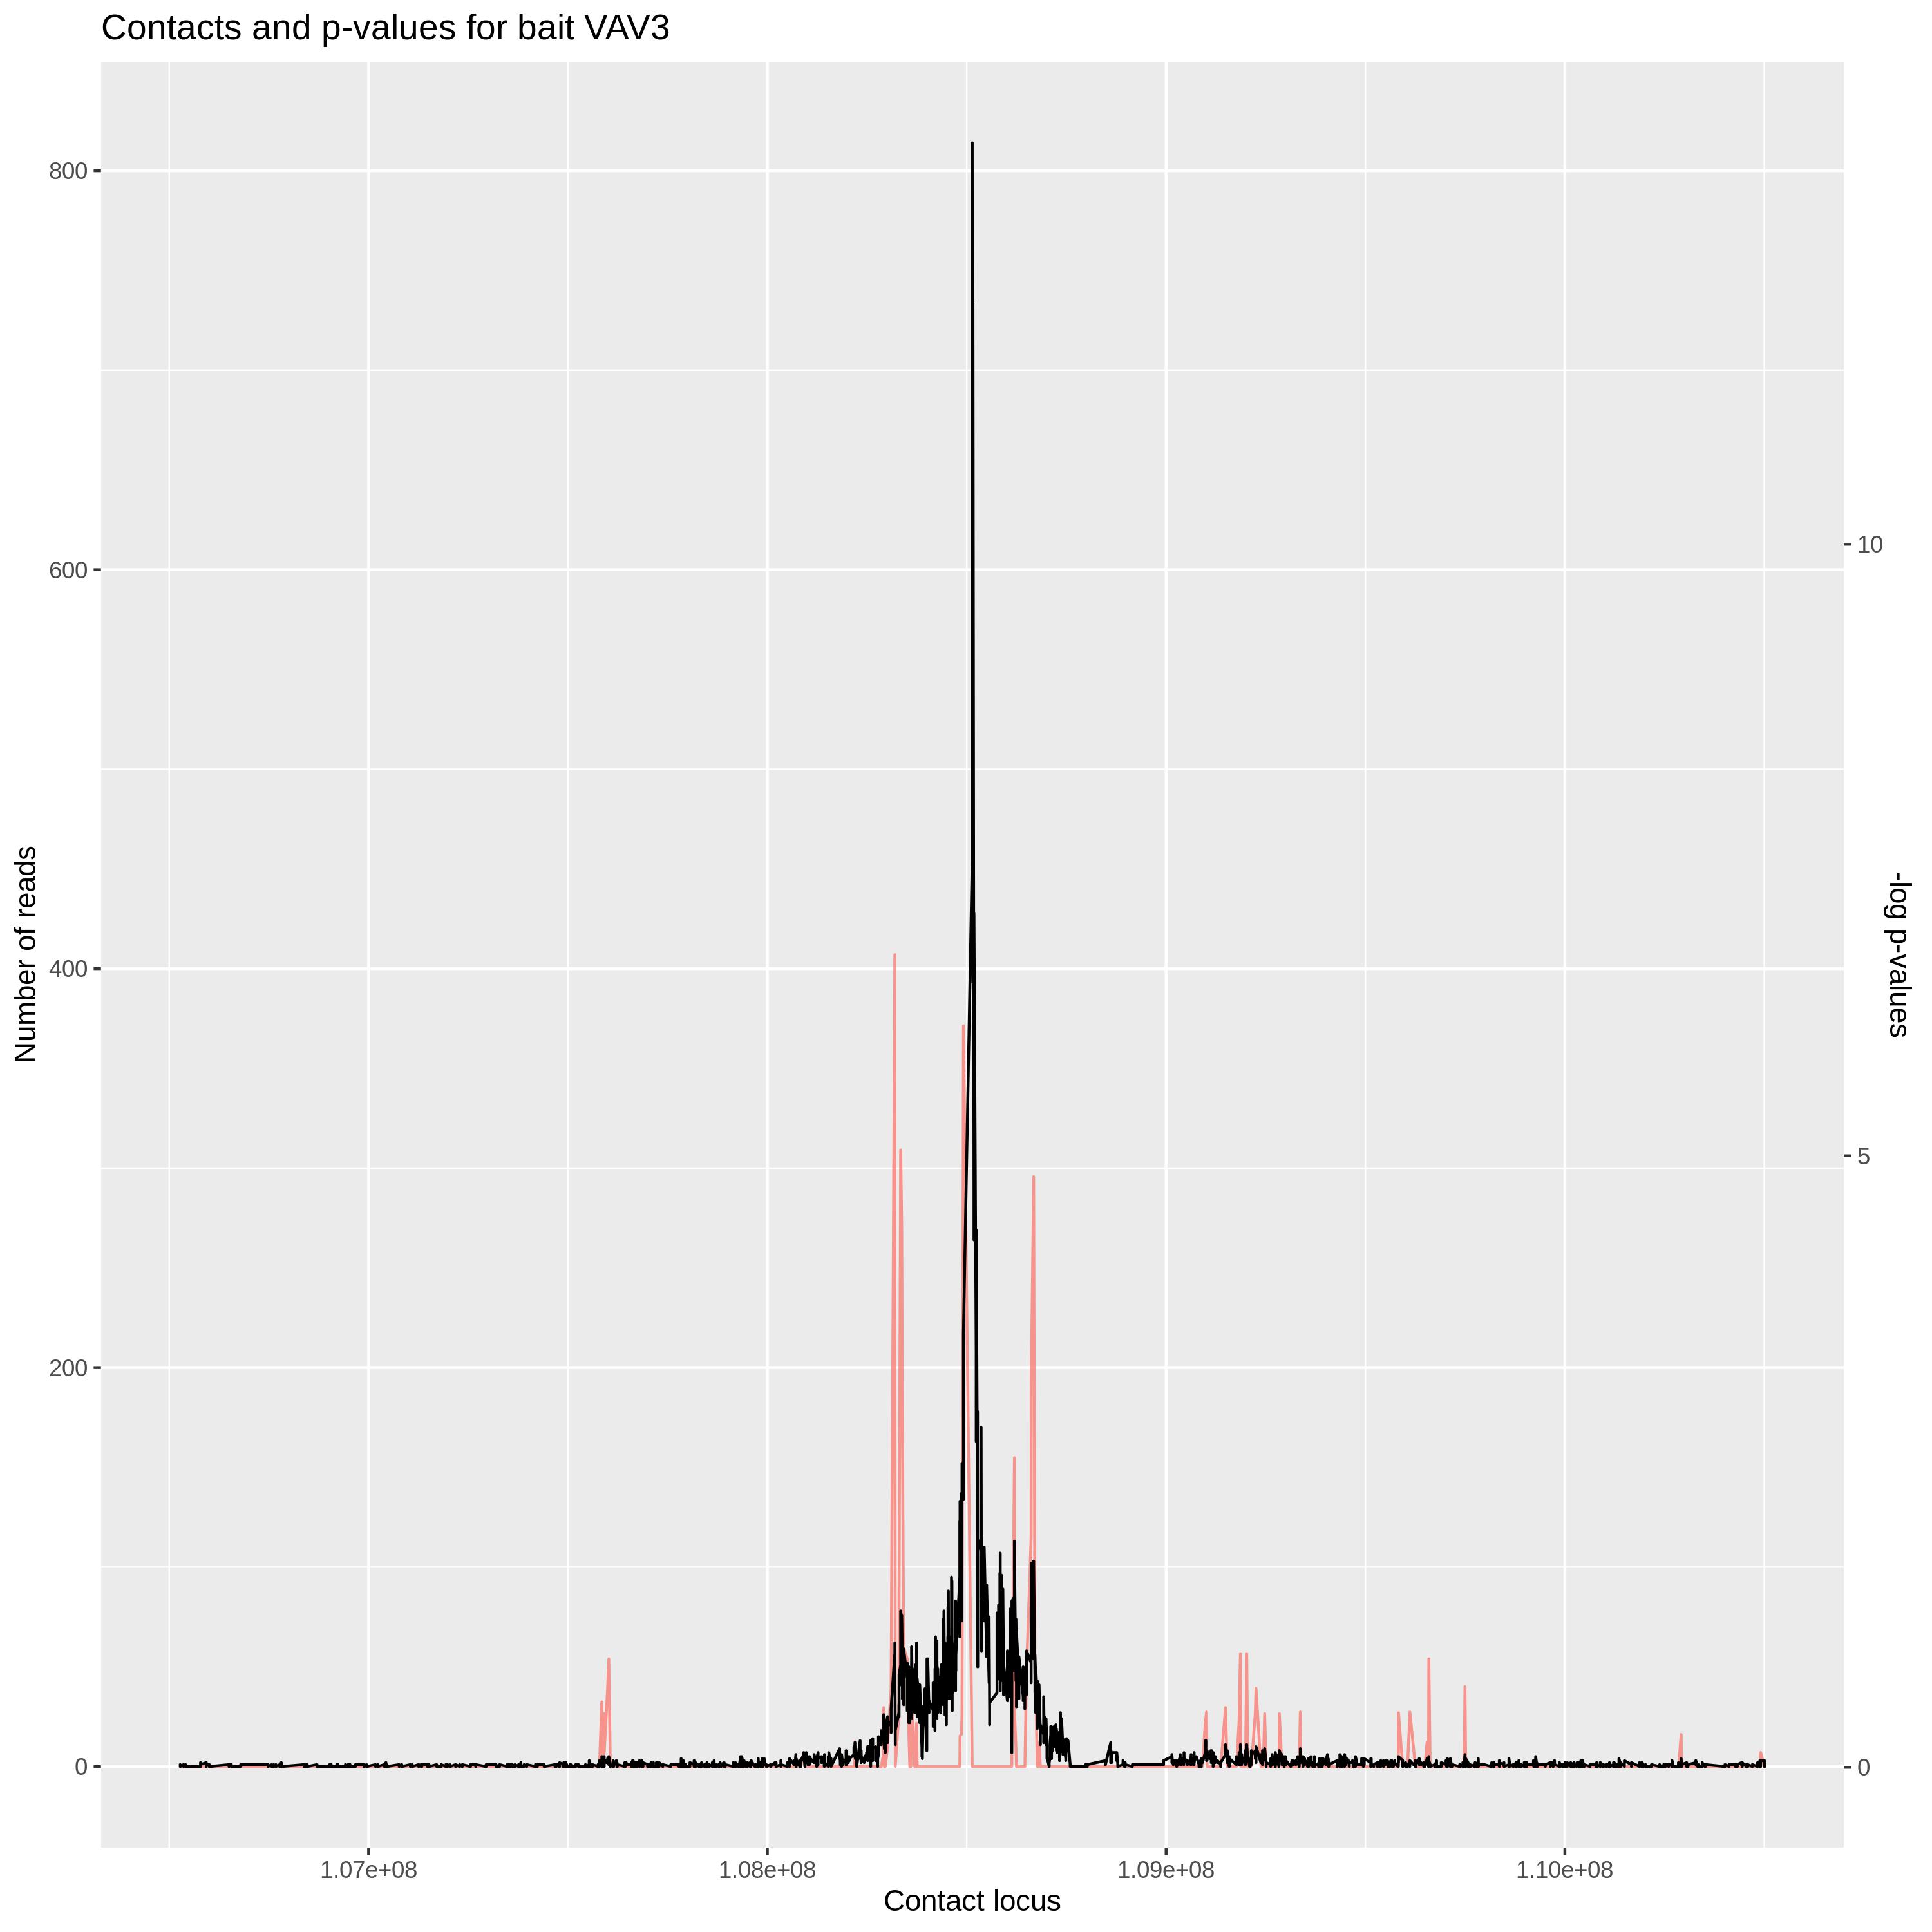 Contacts and p-values for bait VAV3
800
600
400
200
0
Number of reads
10
5
0
-log p-values
1.07e+08
1.08e+08
1.09e+08
1.10e+08
Contact locus